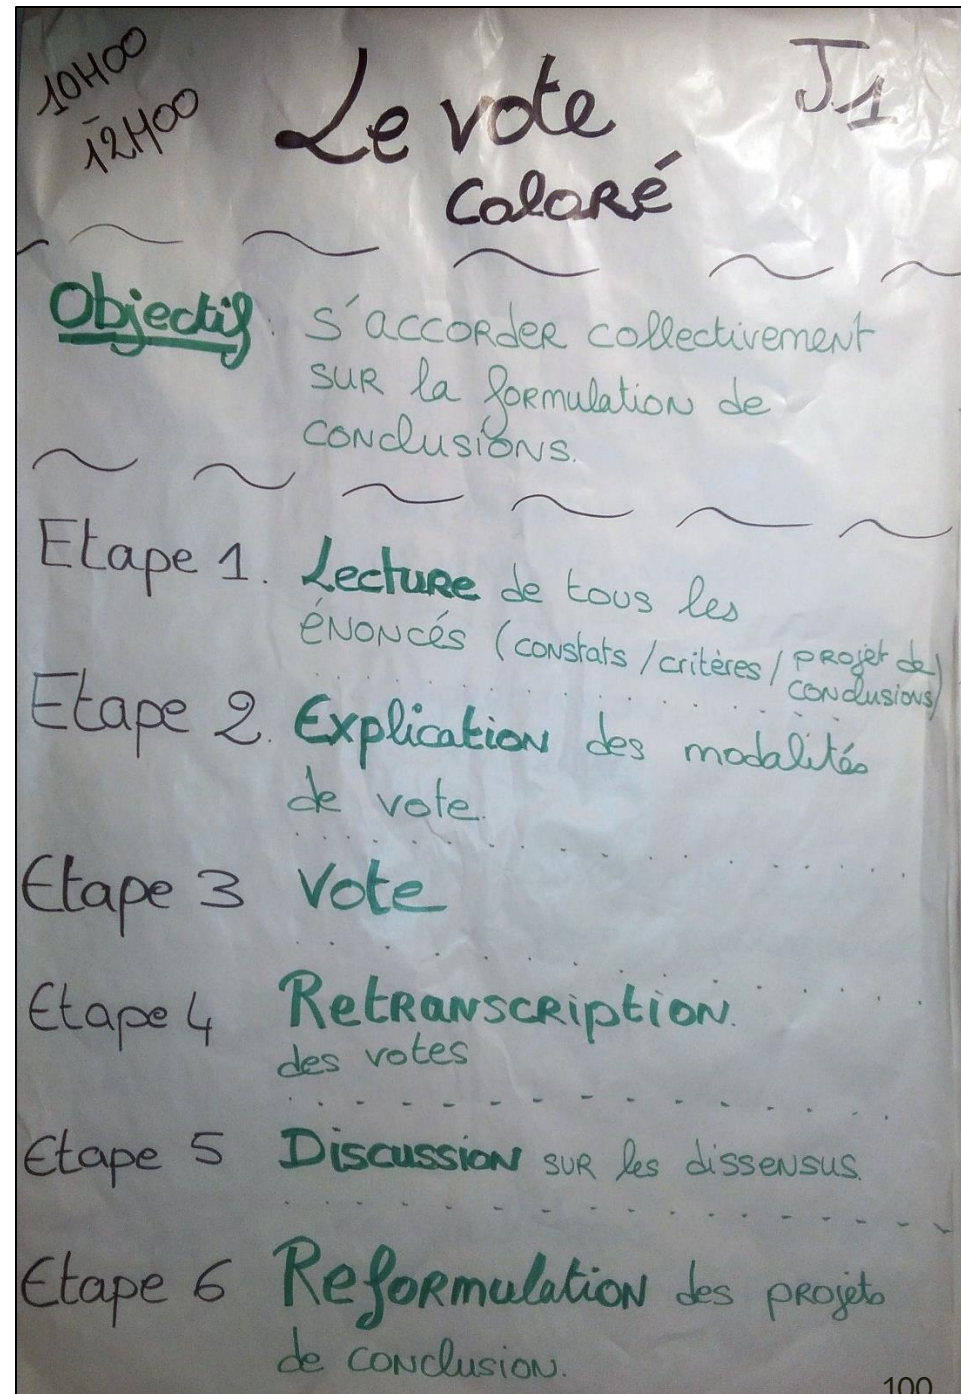 10H00
-
12H00
Le vote
coloré
J1
Objectif : s'accorder collectivement
sur la formulation de
conclusions.
Etape 1. Lecture de tous les
énoncés (constats / critères / projet de
conclusions)
Etape 2. Explication des modalités
de vote.
Etape 3 Vote
Etape 4 Retranscription.
des votes
Etape 5 Discussion sur les dissensus.
Etape 6 Reformulation des projets
de conclusion.
100